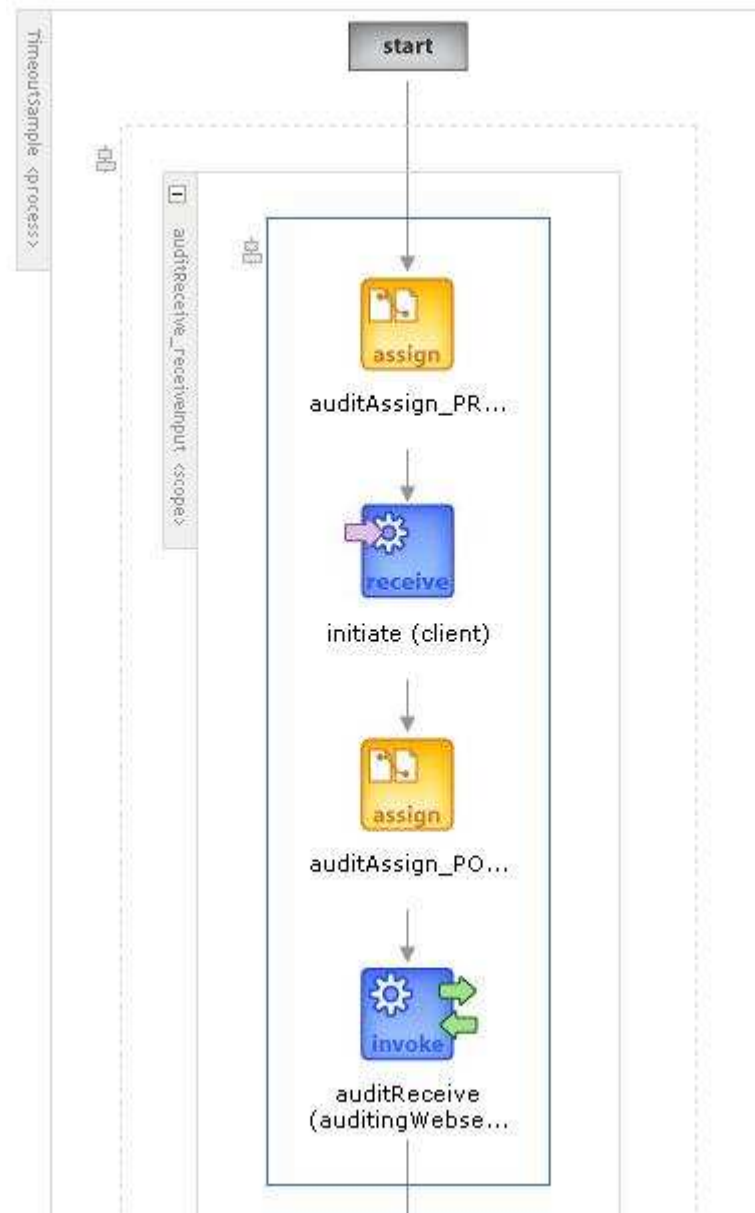 start
TimeoutSample <process>
auditReceive_receiveInput <scope>
assign
auditAssign_PR...
receive
initiate (client)
assign
auditAssign_PO...
invoke
auditReceive
(auditingWebse...